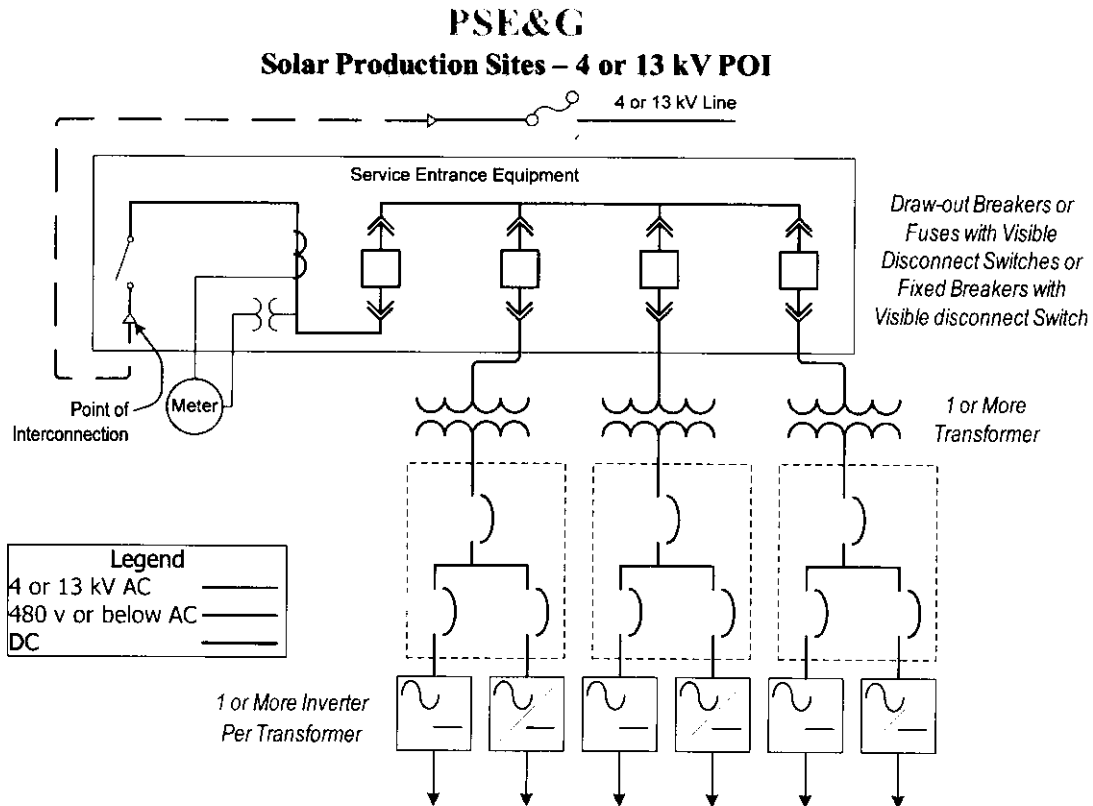 PSE&G
Solar Production Sites – 4 or 13 kV POI
4 or 13 kV Line
Service Entrance Equipment
Draw-out Breakers or
Fuses with Visible
Disconnect Switches or
Fixed Breakers with
Visible disconnect Switch
Point of
Interconnection
Meter
1 or More
Transformer
Legend
4 or 13 kV AC
480 v or below AC
DC
1 or More Inverter
Per Transformer